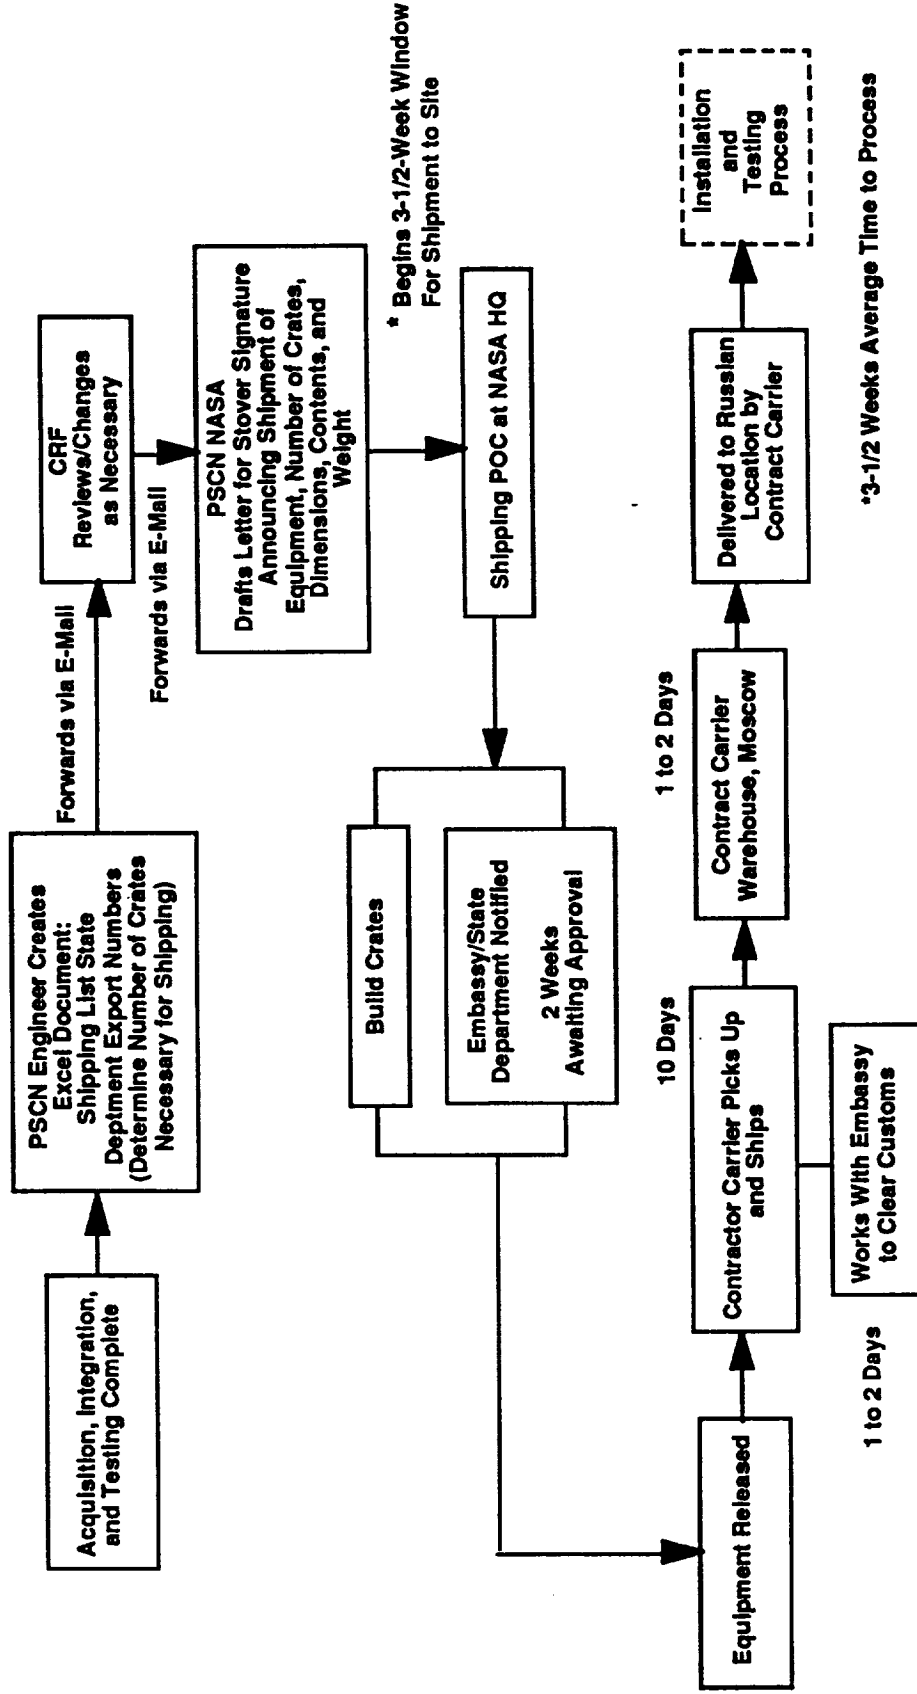 Acquisition, Integration,
and Testing Complete
PSCN Engineer Creates
Excel Document:
Shipping List State
Deptment Export Numbers
(Determine Number of Crates
Necessary for Shipping)
Forwards via E-Mail
CRF
Reviews/Changes
as Necessary
Forwards via E-Mail
PSCN NASA
Drafts Letter for Stover Signature
Announcing Shipment of
Equipment, Number of Crates,
Dimensions, Contents, and
Weight
* Begins 3-1/2-Week Window
For Shipment to Site
Shipping POC at NASA HQ
Build Crates
Embassy/State
Department Notified
2 Weeks
Awaiting Approval
Equipment Released
10 Days
Contractor Carrier Picks Up
and Ships
1 to 2 Days
Works With Embassy
to Clear Customs
1 to 2 Days
Contract Carrier
Warehouse, Moscow
Delivered to Russian
Location by
Contract Carrier
Installation
and
Testing
Process
*3-1/2 Weeks Average Time to Process